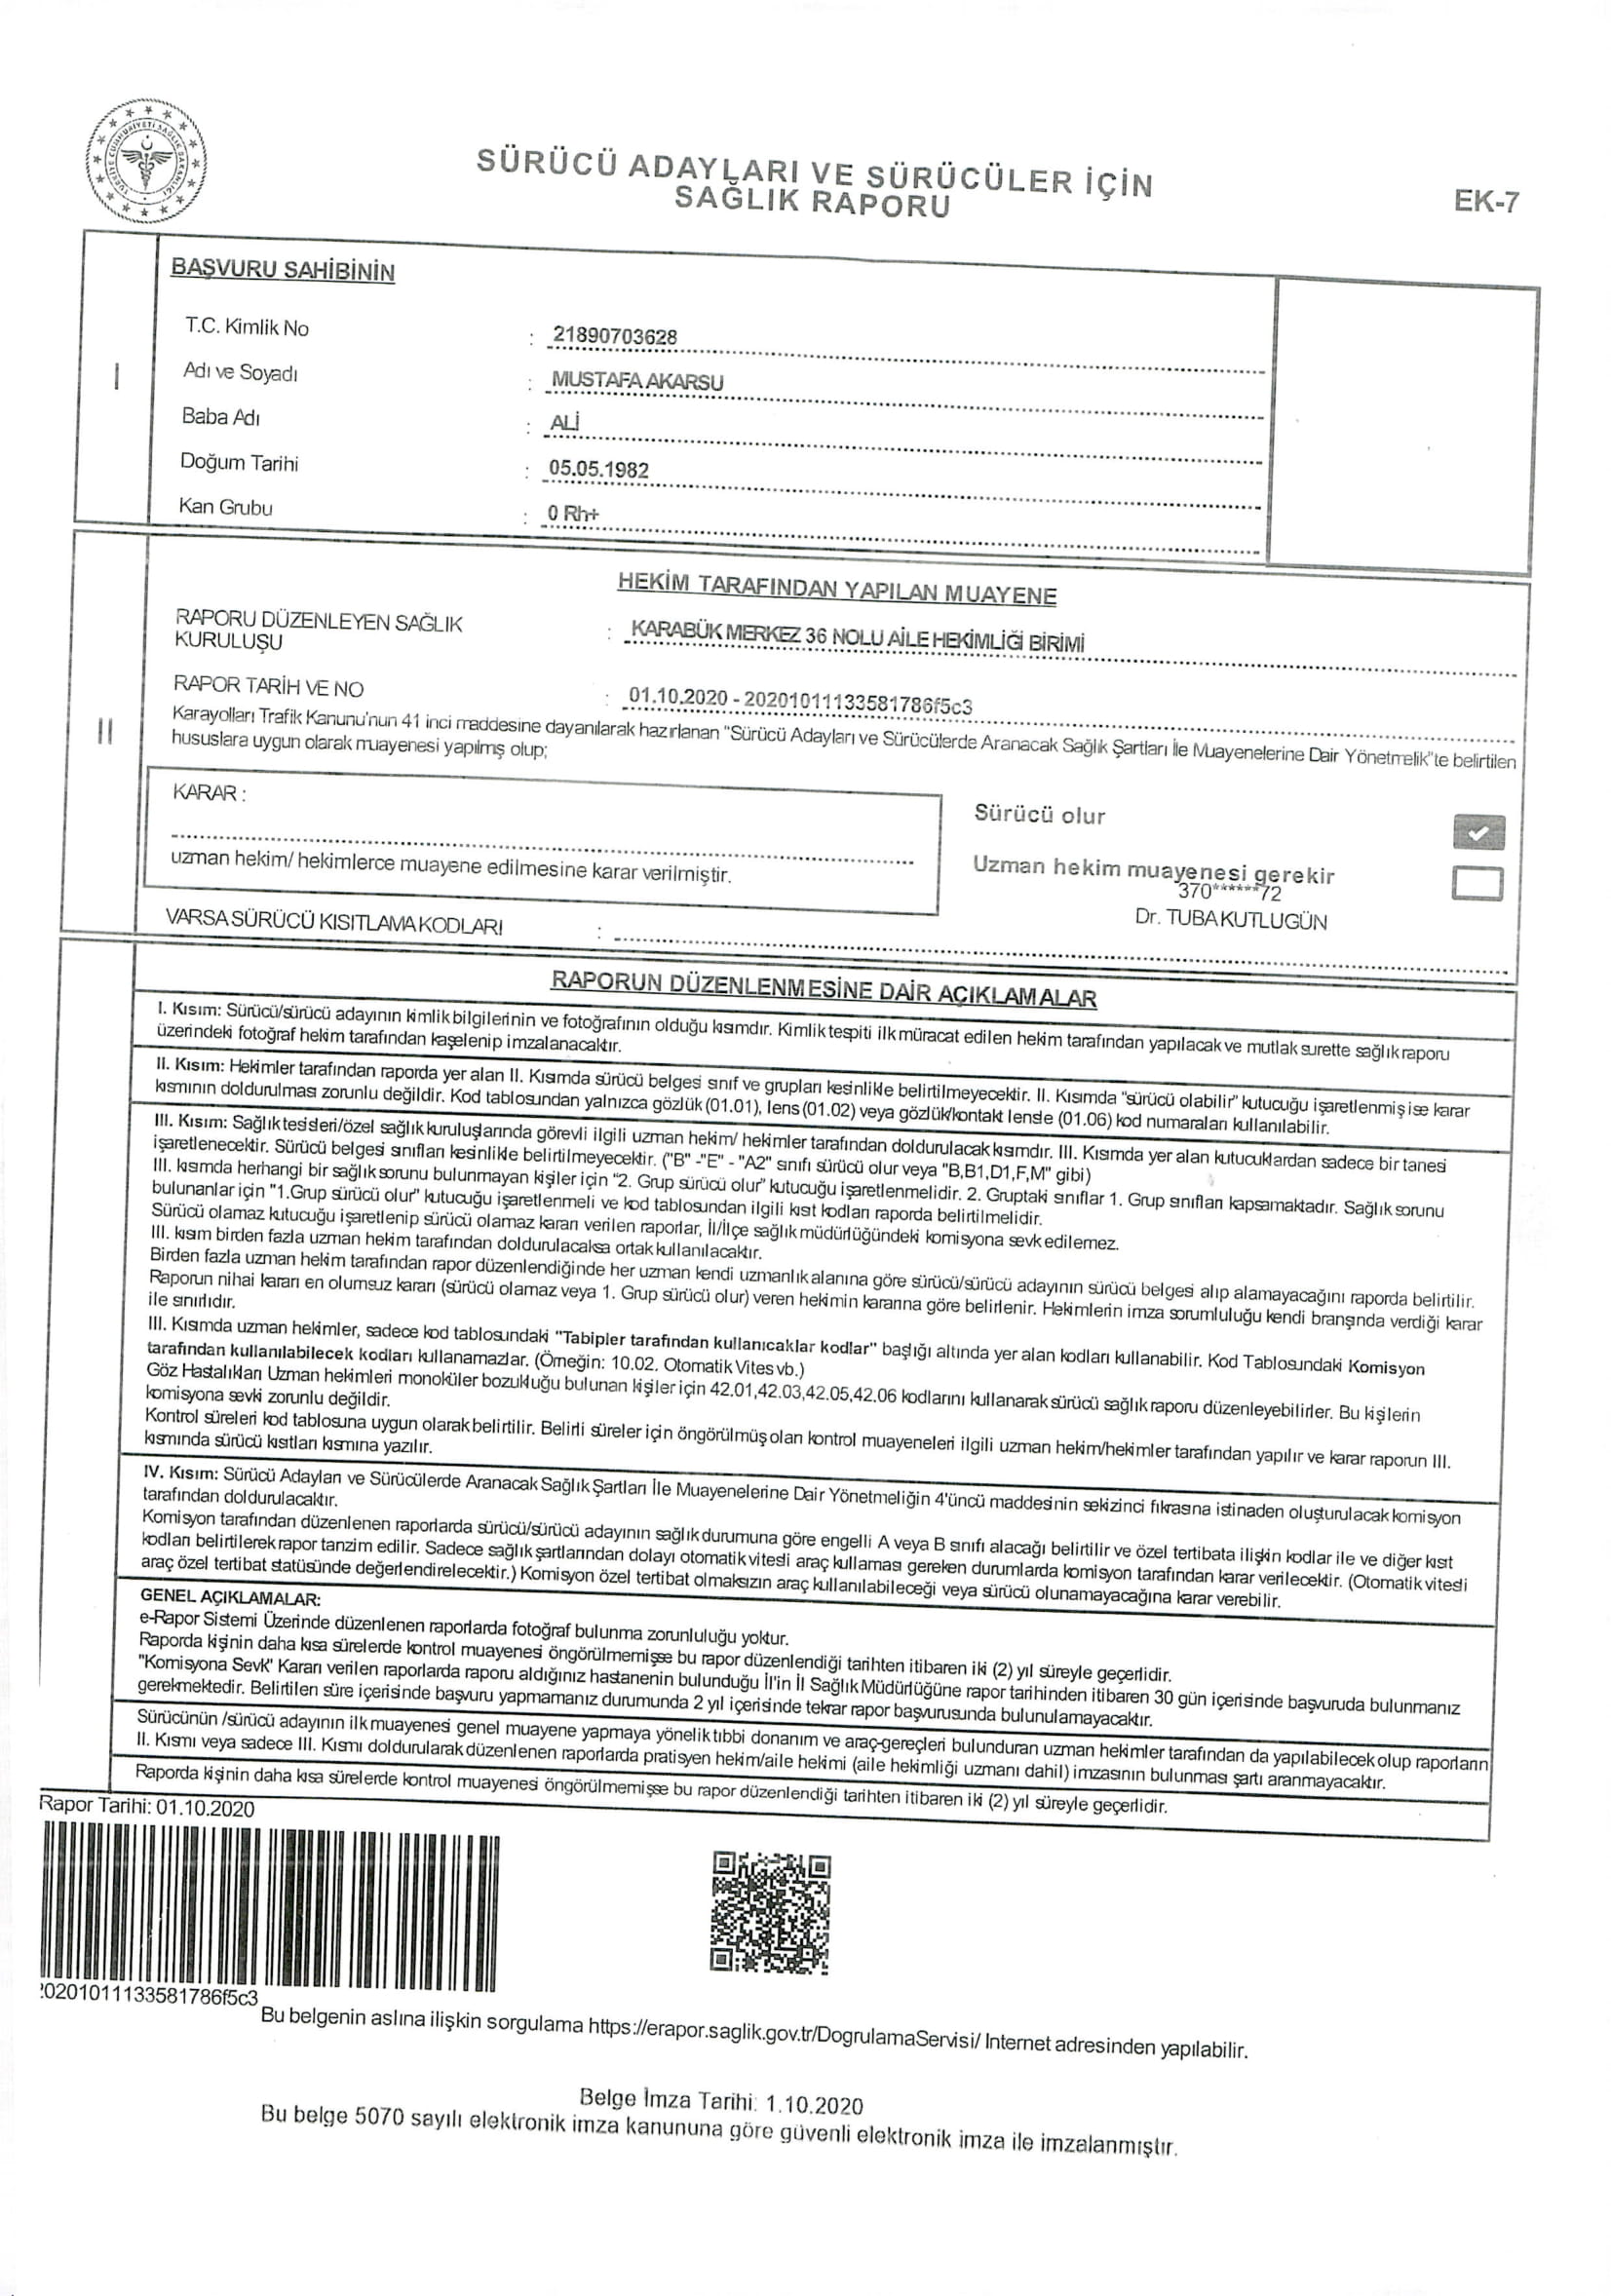 SÜRÜCÜ ADAYLARI VE SÜRÜCÜLER İÇİN
SAĞLIK RAPORU
EK-7
TÜRKİYE CUMHURİYETİ SAĞLIK BAKANLIĞI
I
BAŞVURU SAHİBİNİN
T.C. Kimlik No : 21890703628
Adı ve Soyadı : MUSTAFA AKARSU
Baba Adı : ALİ
Doğum Tarihi : 05.05.1982
Kan Grubu : 0 Rh+
II
HEKİM TARAFINDAN YAPILAN MUAYENE
RAPORU DÜZENLEYEN SAĞLIK
KURULUŞU : KARABÜK MERKEZ 36 NOLU AİLE HEKİMLİĞİ BİRİMİ
RAPOR TARİH VE NO : 01.10.2020 - 20201011133581786f5c3
Karayolları Trafik Kanunu'nun 41 inci maddesine dayanılarak hazırlanan "Sürücü Adayları ve Sürücülerde Aranacak Sağlık Şartları İle Muayenelerine Dair Yönetmelik"te belirtilen
hususlara uygun olarak muayenesi yapılmış olup;
KARAR :
uzman hekim/ hekimlerce muayene edilmesine karar verilmiştir.
Sürücü olur
Uzman hekim muayenesi gerekir
370******72
Dr. TUBA KUTLUGÜN
VARSA SÜRÜCÜ KISITLAMA KODLARI :
RAPORUN DÜZENLENMESİNE DAİR AÇIKLAMALAR
I. Kısım: Sürücü/sürücü adayının kimlik bilgilerinin ve fotoğrafının olduğu kısımdır. Kimlik tespiti ilk müracat edilen hekim tarafından yapılacak ve mutlak surette sağlık raporu
üzerindeki fotoğraf hekim tarafından kaşelenip imzalanacaktır.
II. Kısım: Hekimler tarafından raporda yer alan II. Kısımda sürücü belgesi sınıf ve grupları kesinlikle belirtilmeyecektir. II. Kısımda "sürücü olabilir" kutucuğu işaretlenmiş ise karar
kısmının doldurulması zorunlu değildir. Kod tablosundan yalnızca gözlük (01.01), lens (01.02) veya gözlük/kontakt lensle (01.06) kod numaraları kullanılabilir.
III. Kısım: Sağlık tesisleri/özel sağlık kuruluşlarında görevli ilgili uzman hekim/ hekimler tarafından doldurulacak kısımdır. III. Kısımda yer alan kutucuklardan sadece bir tanesi
işaretlenecektir. Sürücü belgesi sınıfları kesinlikle belirtilmeyecektir. ("B" -"E" - "A2" sınıfı sürücü olur veya "B,B1,D1,F,M" gibi)
III. kısımda herhangi bir sağlık sorunu bulunmayan kişiler için "2. Grup sürücü olur" kutucuğu işaretlenmelidir. 2. Gruptaki sınıflar 1. Grup sınıfları kapsamaktadır. Sağlık sorunu
bulunanlar için "1.Grup sürücü olur" kutucuğu işaretlenmeli ve kod tablosundan ilgili kısıt kodları raporda belirtilmelidir.
Sürücü olamaz kutucuğu işaretlenip sürücü olamaz kararı verilen raporlar, İl/İlçe sağlık müdürlüğündeki komisyona sevk edilemez.
III. kısım birden fazla uzman hekim tarafından doldurulacaksa ortak kullanılacaktır.
Birden fazla uzman hekim tarafından rapor düzenlendiğinde her uzman kendi uzmanlık alanına göre sürücü/sürücü adayının sürücü belgesi alıp alamayacağını raporda belirtilir.
Raporun nihai kararı en olumsuz kararı (sürücü olamaz veya 1. Grup sürücü olur) veren hekimin kararına göre belirlenir. Hekimlerin imza sorumluluğu kendi branşında verdiği karar
ile sınırlıdır.
III. Kısımda uzman hekimler, sadece kod tablosundaki "Tabipler tarafından kullanıcaklar kodlar" başlığı altında yer alan kodları kullanabilir. Kod Tablosundaki Komisyon
tarafından kullanılabilecek kodları kullanamazlar. (Örneğin: 10.02. Otomatik Vites vb.)
Göz Hastalıkları Uzman hekimleri monoküler bozukluğu bulunan kişiler için 42.01,42.03,42.05,42.06 kodlarını kullanarak sürücü sağlık raporu düzenleyebilirler. Bu kişilerin
komisyona sevki zorunlu değildir.
Kontrol süreleri kod tablosuna uygun olarak belirtilir. Belirli süreler için öngörülmüş olan kontrol muayeneleri ilgili uzman hekim/hekimler tarafından yapılır ve karar raporun III.
kısmında sürücü kısıtları kısmına yazılır.
IV. Kısım: Sürücü Adayları ve Sürücülerde Aranacak Sağlık Şartları İle Muayenelerine Dair Yönetmeliğin 4'üncü maddesinin sekizinci fıkrasına istinaden oluşturulacak komisyon
tarafından doldurulacaktır.
Komisyon tarafından düzenlenen raporlarda sürücü/sürücü adayının sağlık durumuna göre engelli A veya B sınıfı alacağı belirtilir ve özel tertibata ilişkin kodlar ile ve diğer kısıt
kodları belirtilerek rapor tanzim edilir. Sadece sağlık şartlarından dolayı otomatik vitesli araç kullaması gereken durumlarda komisyon tarafından karar verilecektir. (Otomatik vitesli
araç özel tertibat statüsünde değerlendirelecektir.) Komisyon özel tertibat olmaksızın araç kullanılabileceği veya sürücü olunamayacağına karar verebilir.
GENEL AÇIKLAMALAR:
e-Rapor Sistemi Üzerinde düzenlenen raporlarda fotoğraf bulunma zorunluluğu yoktur.
Raporda kişinin daha kısa sürelerde kontrol muayenesi öngörülmemişse bu rapor düzenlendiği tarihten itibaren iki (2) yıl süreyle geçerlidir.
"Komisyona Sevk" Kararı verilen raporlarda raporu aldığınız hastanenin bulunduğu İl'in İl Sağlık Müdürlüğüne rapor tarihinden itibaren 30 gün içerisinde başvuruda bulunmanız
gerekmektedir. Belirtilen süre içerisinde başvuru yapmamanız durumunda 2 yıl içerisinde tekrar rapor başvurusunda bulunulamayacaktır.
Sürücünün /sürücü adayının ilk muayenesi genel muayene yapmaya yönelik tıbbi donanım ve araç-gereçleri bulunduran uzman hekimler tarafından da yapılabilecek olup raporların
II. Kısmı veya sadece III. Kısmı doldurularak düzenlenen raporlarda pratisyen hekim/aile hekimi (aile hekimliği uzmanı dahil) imzasının bulunması şartı aranmayacaktır.
Raporda kişinin daha kısa sürelerde kontrol muayenesi öngörülmemişse bu rapor düzenlendiği tarihten itibaren iki (2) yıl süreyle geçerlidir.
Rapor Tarihi: 01.10.2020
20201011133581786f5c3
Bu belgenin aslına ilişkin sorgulama https://erapor.saglik.gov.tr/DogrulamaServisi/ Internet adresinden yapılabilir.
Belge İmza Tarihi: 1.10.2020
Bu belge 5070 sayılı elektronik imza kanununa göre güvenli elektronik imza ile imzalanmıştır.